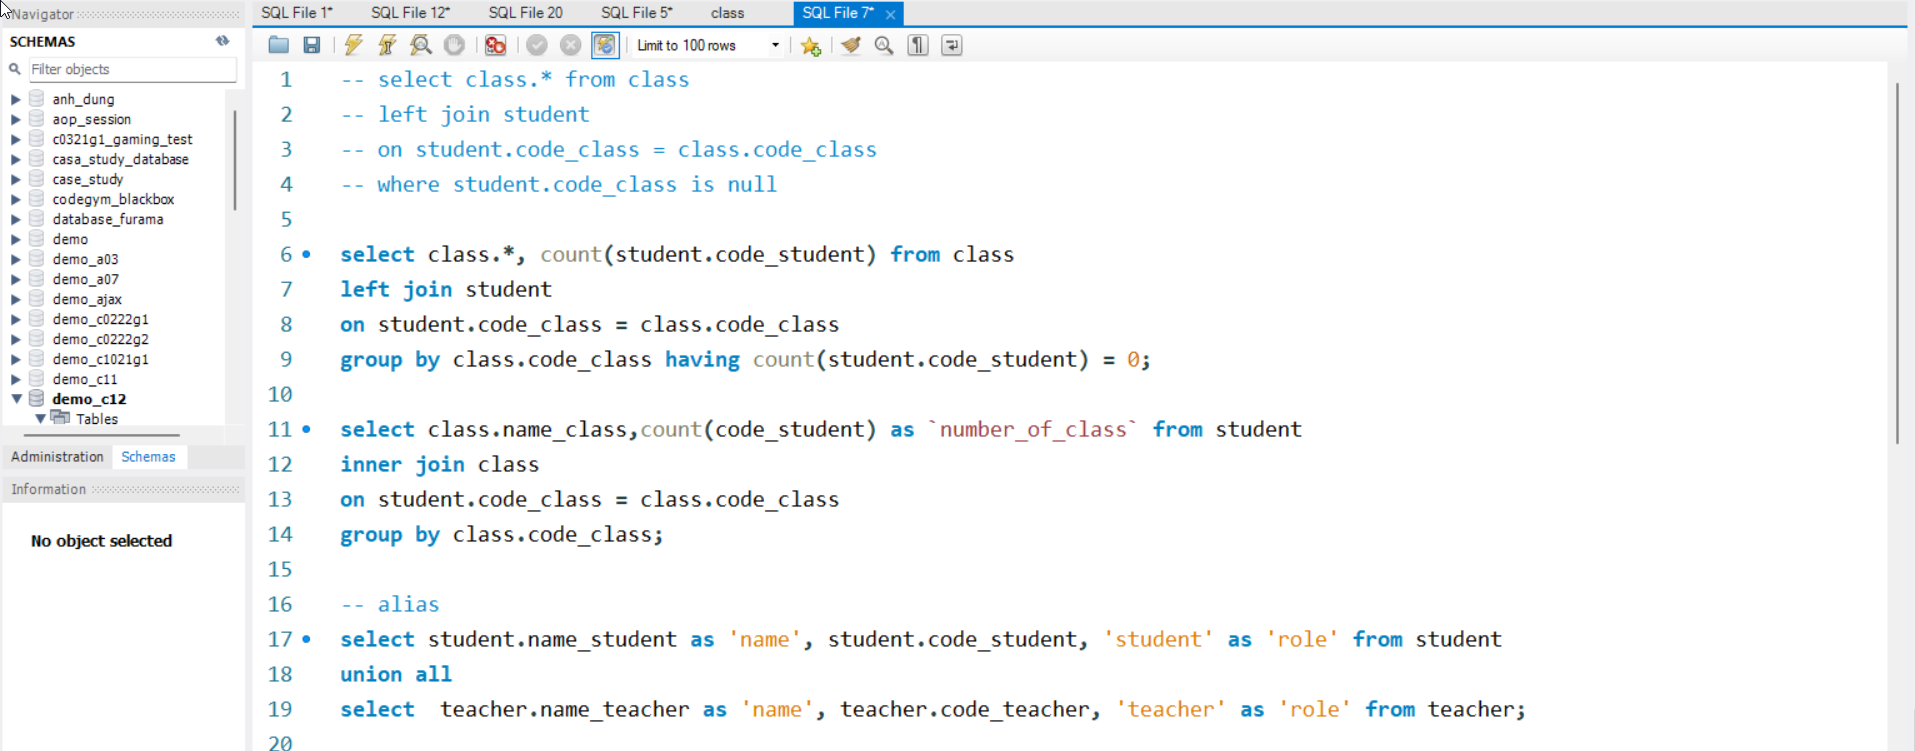 Navigator
SCHEMAS
Filter objects
anh_dung
aop_session
c0321g1_gaming_test
casa_study_database
case_study
codegym_blackbox
database_furama
demo
demo_a03
demo_a07
demo_ajax
demo_c0222g1
demo_c0222g2
demo_c1021g1
demo_c11
demo_c12
Tables
Administration Schemas
Information
No object selected
SQL File 1* SQL File 12* SQL File 20 SQL File 5* class SQL File 7*
Limit to 100 rows
1 -- select class.* from class
2 -- left join student
3 -- on student.code_class = class.code_class
4 -- where student.code_class is null
5
6 select class.*, count(student.code_student) from class
7 left join student
8 on student.code_class = class.code_class
9 group by class.code_class having count(student.code_student) = 0;
10
11 select class.name_class,count(code_student) as `number_of_class` from student
12 inner join class
13 on student.code_class = class.code_class
14 group by class.code_class;
15
16 -- alias
17 select student.name_student as 'name', student.code_student, 'student' as 'role' from student
18 union all
19 select  teacher.name_teacher as 'name', teacher.code_teacher, 'teacher' as 'role' from teacher;
20